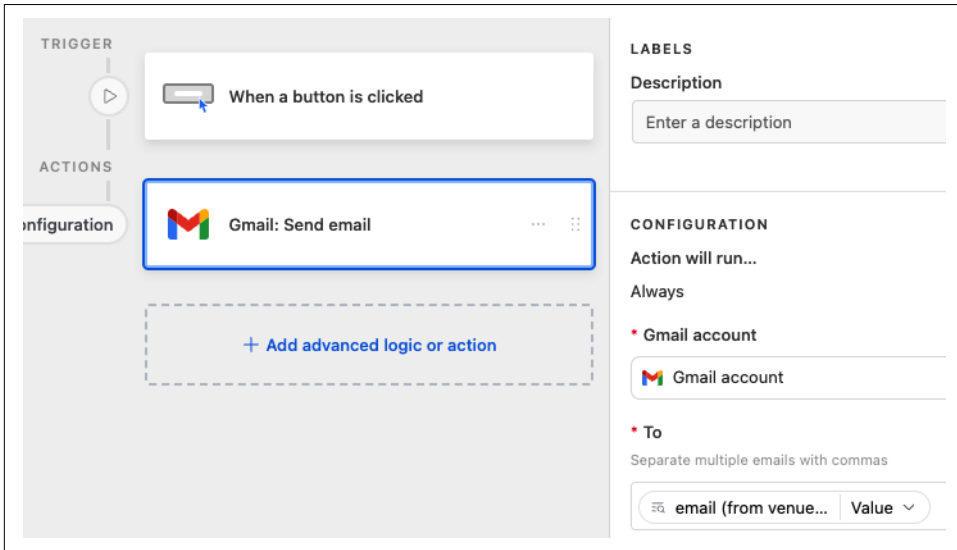 TRIGGER
When a button is clicked
ACTIONS
onfiguration
Gmail: Send email
+ Add advanced logic or action
LABELS
Description
Enter a description
CONFIGURATION
Action will run...
Always
* Gmail account
Gmail account
* To
Separate multiple emails with commas
email (from venue... Value